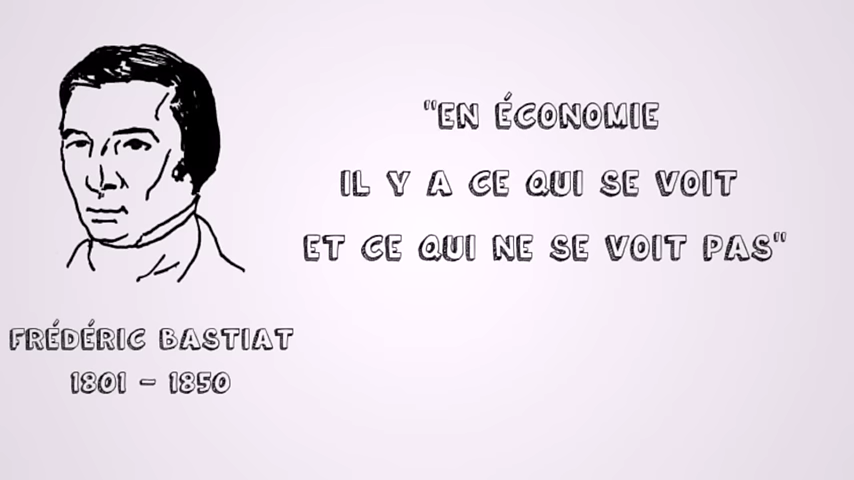 "EN ÉCONOMIE
IL Y A CE QUI SE VOIT
ET CE QUI NE SE VOIT PAS"
FRÉDÉRIC BASTIAT
1801 - 1850